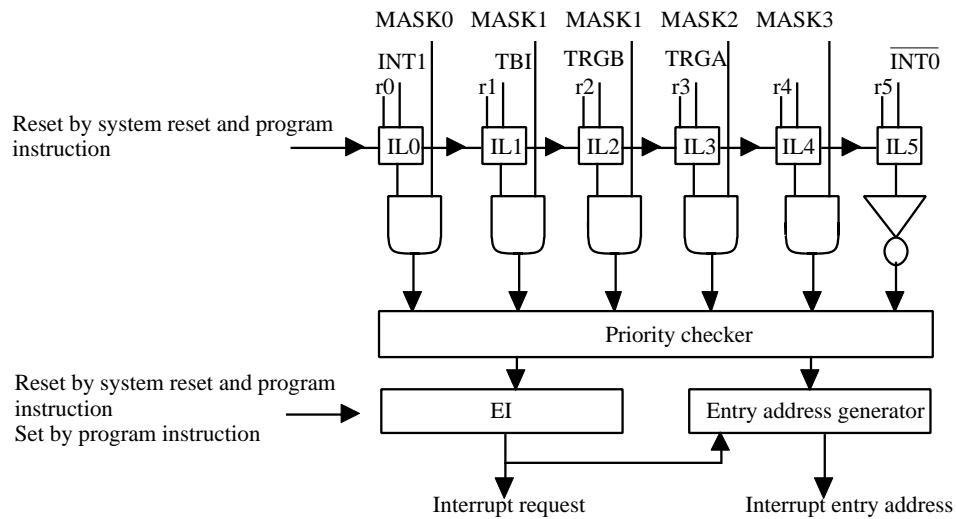 MASK0 MASK1 MASK1 MASK2 MASK3
INT1 TBI TRGB TRGA INT0
r0 r1 r2 r3 r4 r5
Reset by system reset and program
instruction
IL0 IL1 IL2 IL3 IL4 IL5
Priority checker
Reset by system reset and program
instruction
Set by program instruction
EI
Entry address generator
Interrupt request
Interrupt entry address